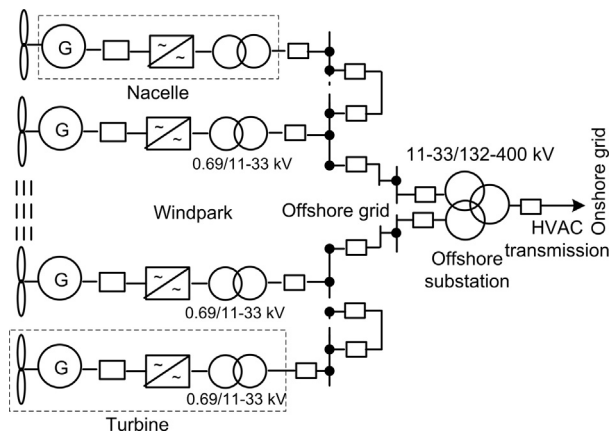 G
~
~
Nacelle
G
~
~
0.69/11-33 kV
11-33/132-400 kV
Windpark
Offshore grid
HVAC
transmission
Onshore grid
Offshore
substation
G
~
~
0.69/11-33 kV
G
~
~
0.69/11-33 kV
Turbine